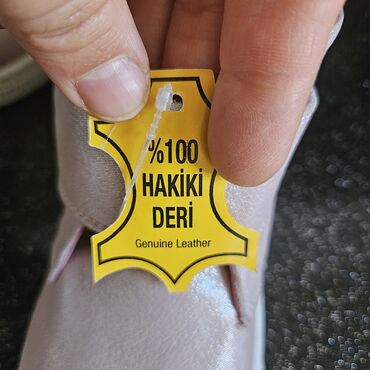 %100
HAKİKİ
DERİ
Genuine Leather